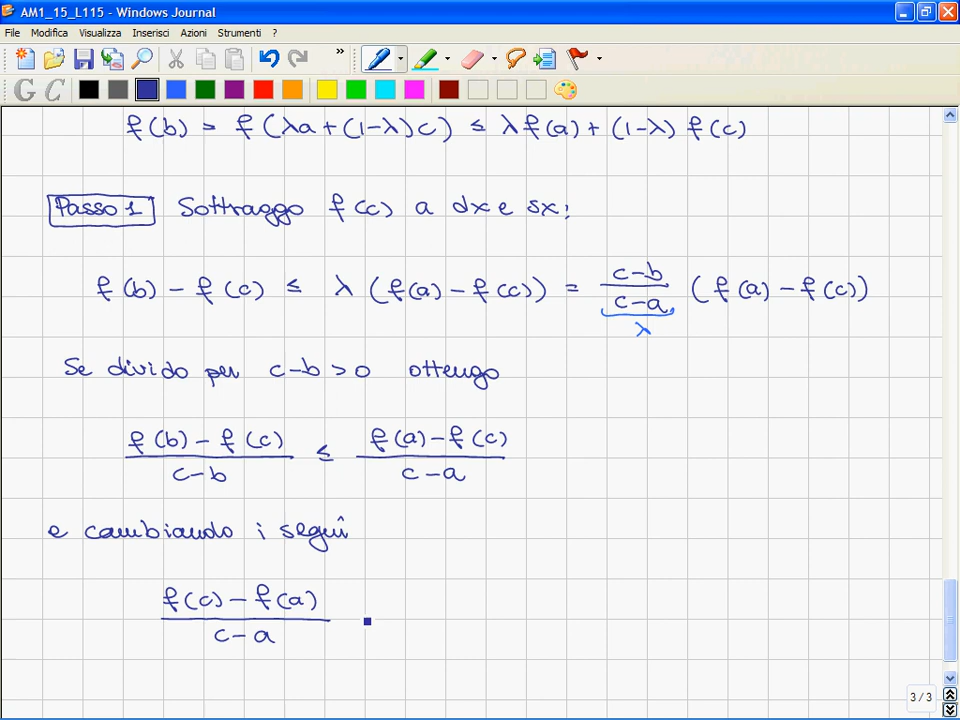 AM1_15_L115 - Windows Journal
File Modifica Visualizza Inserisci Azioni Strumenti ?
G C
f(b) = f(λa+(1-λ)c) ≤ λf(a)+(1-λ) f(c)
Passo 1 Sottraggo f(c) a dx e sx:
f(b) - f(c) ≤ λ (f(a) - f(c)) = c-b / c-a (f(a) - f(c))
λ
Se divido per c-b > 0 ottengo
f(b) - f(c) / c-b ≤ f(a) - f(c) / c-a
e cambiando i segni
f(c) - f(a) / c-a
3 / 3